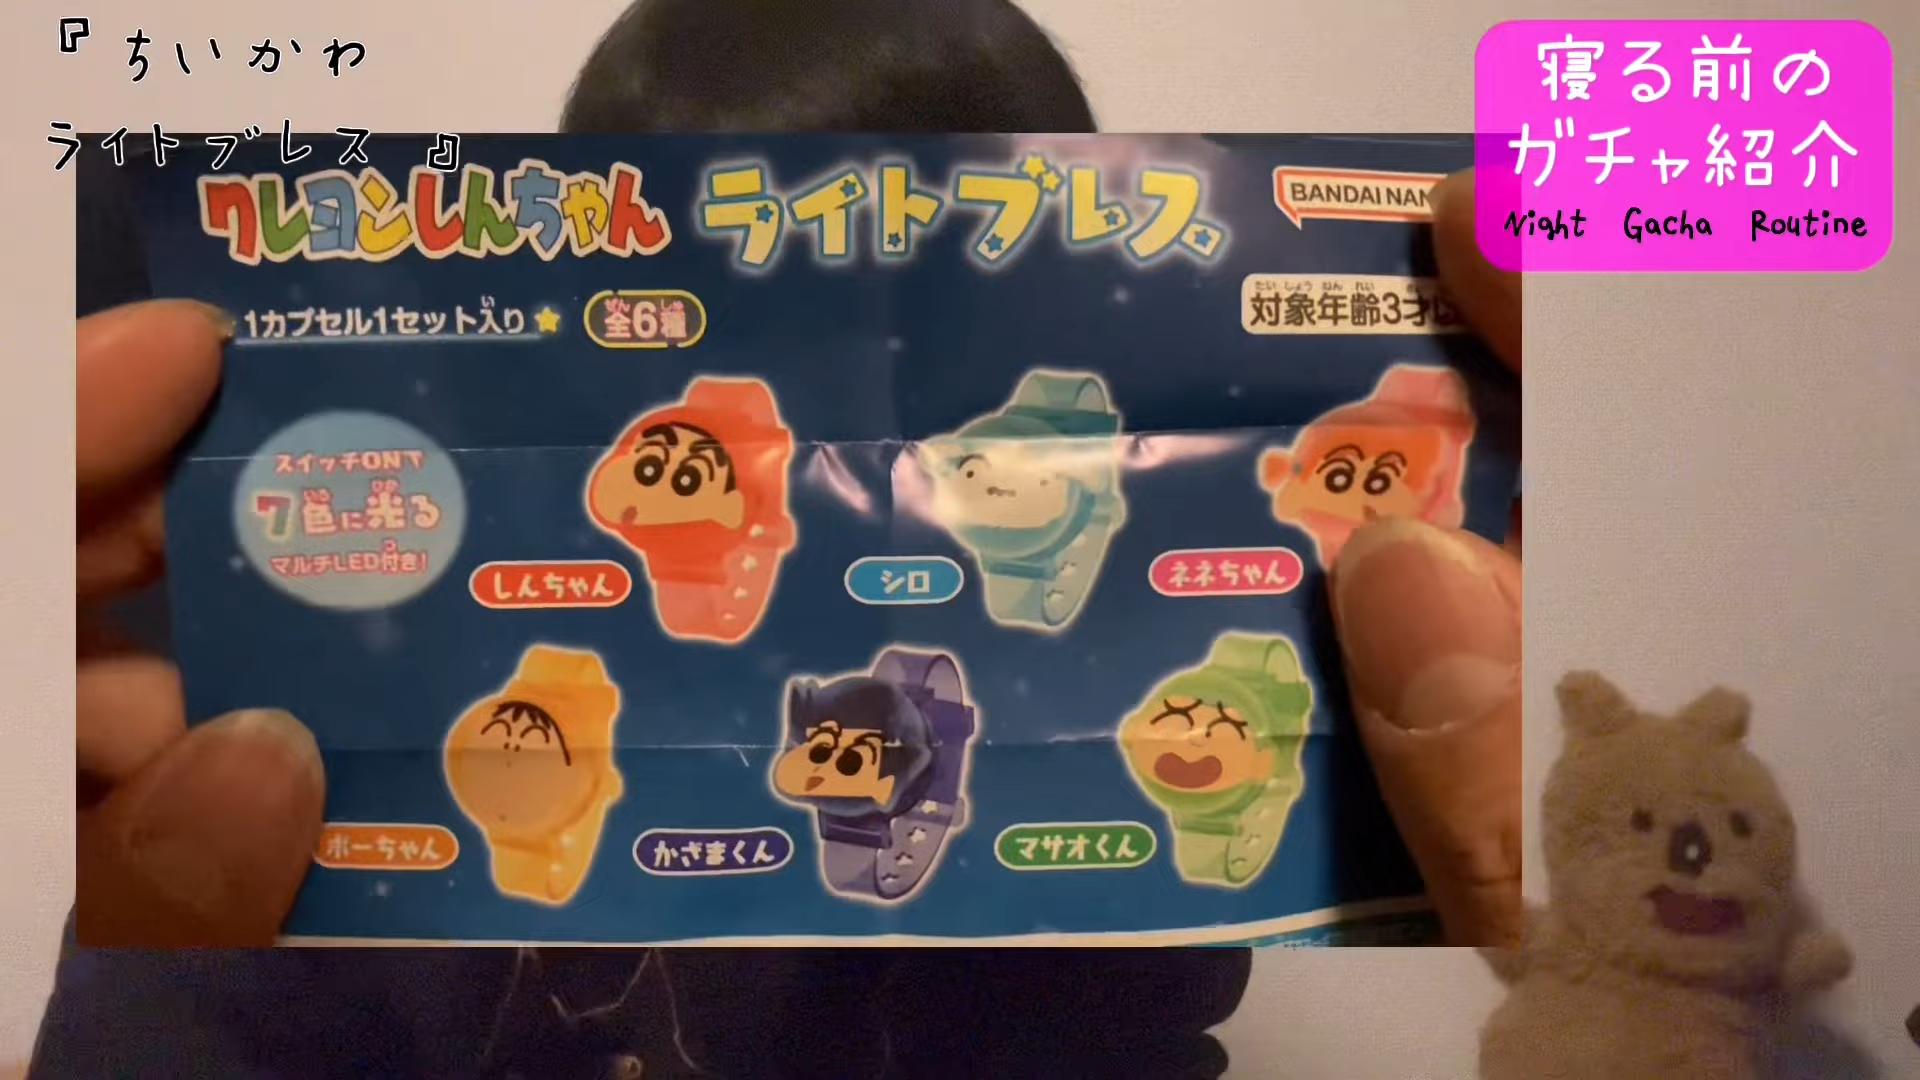 『ちいかわ
ライトブレス』
寝る前の
ガチャ紹介
Night Gacha Routine
クレヨンしんちゃん ライトブレス
BANDAI NAM
1カプセル1セット入り
全6種
対象年齢3才以
スイッチONで
7色に光る
マルチLED付き!
しんちゃん
シロ
ネネちゃん
ボーちゃん
かざまくん
マサオくん